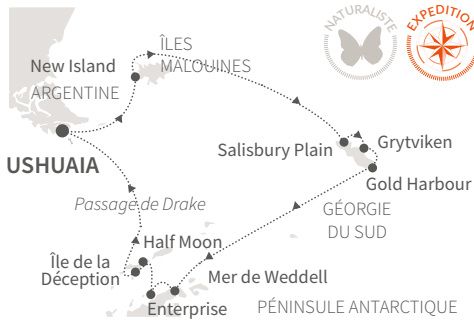 NATURALISTE
EXPEDITION
ÎLES
MALOUINES
New Island
ARGENTINE
USHUAIA
Salisbury Plain
Grytviken
Gold Harbour
Passage de Drake
GÉORGIE
DU SUD
Half Moon
Île de la
Déception
Mer de Weddell
Enterprise
PÉNINSULE ANTARCTIQUE